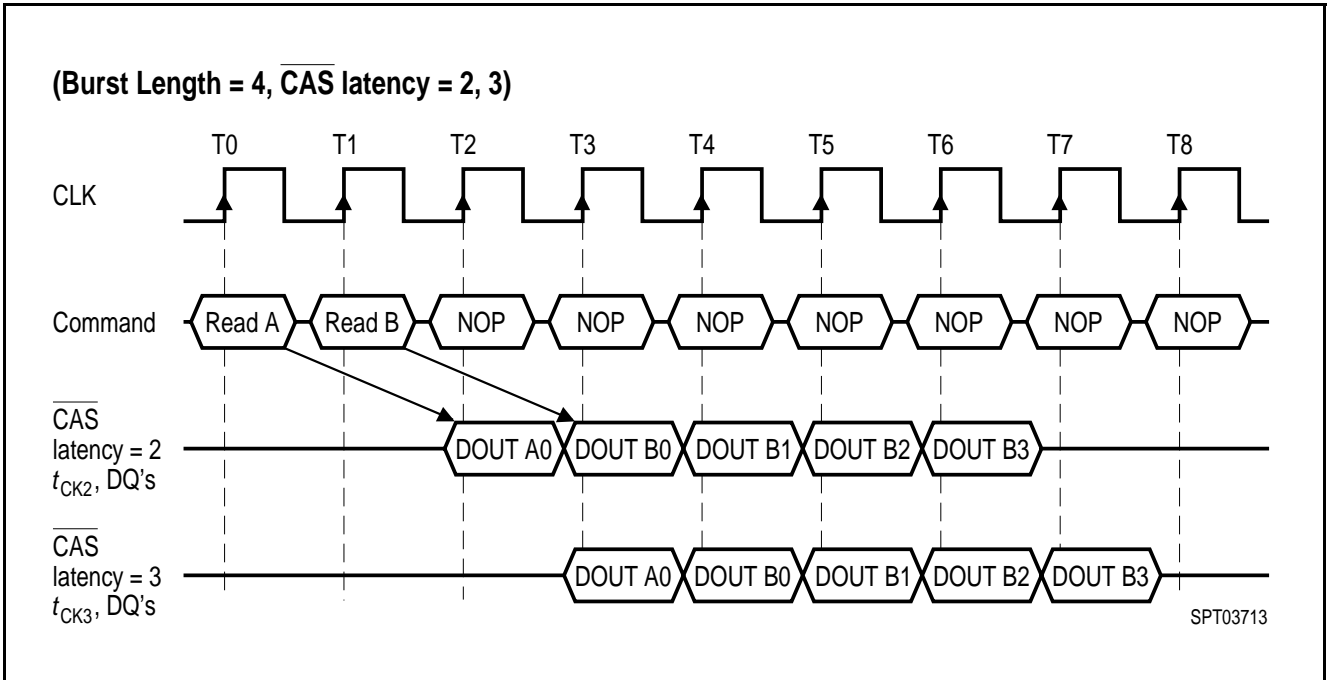 (Burst Length = 4, CAS latency = 2, 3)
T0 T1 T2 T3 T4 T5 T6 T7 T8
CLK
Command Read A Read B NOP NOP NOP NOP NOP NOP NOP
CAS
latency = 2
tCK2, DQ's
DOUT A0 DOUT B0 DOUT B1 DOUT B2 DOUT B3
CAS
latency = 3
tCK3, DQ's
DOUT A0 DOUT B0 DOUT B1 DOUT B2 DOUT B3
SPT03713